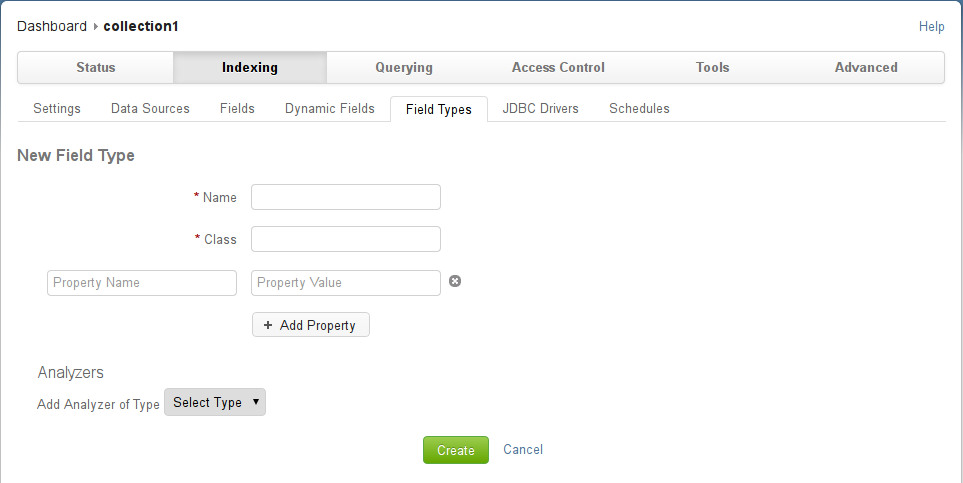 Dashboard collection1 Help
Status Indexing Querying Access Control Tools Advanced
Settings Data Sources Fields Dynamic Fields Field Types JDBC Drivers Schedules
New Field Type
* Name
* Class
Property Name Property Value
+ Add Property
Analyzers
Add Analyzer of Type Select Type
Create Cancel